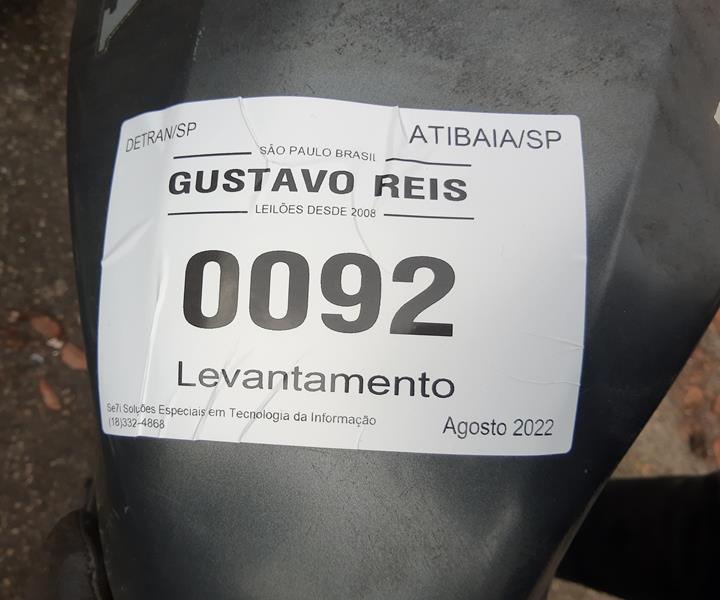 DETRAN/SP
ATIBAIA/SP
SÃO PAULO BRASIL
GUSTAVO REIS
LEILÕES DESDE 2008
0092
Levantamento
Se7i Soluções Especiais em Tecnologia da Informação
(18)332-4868
Agosto 2022